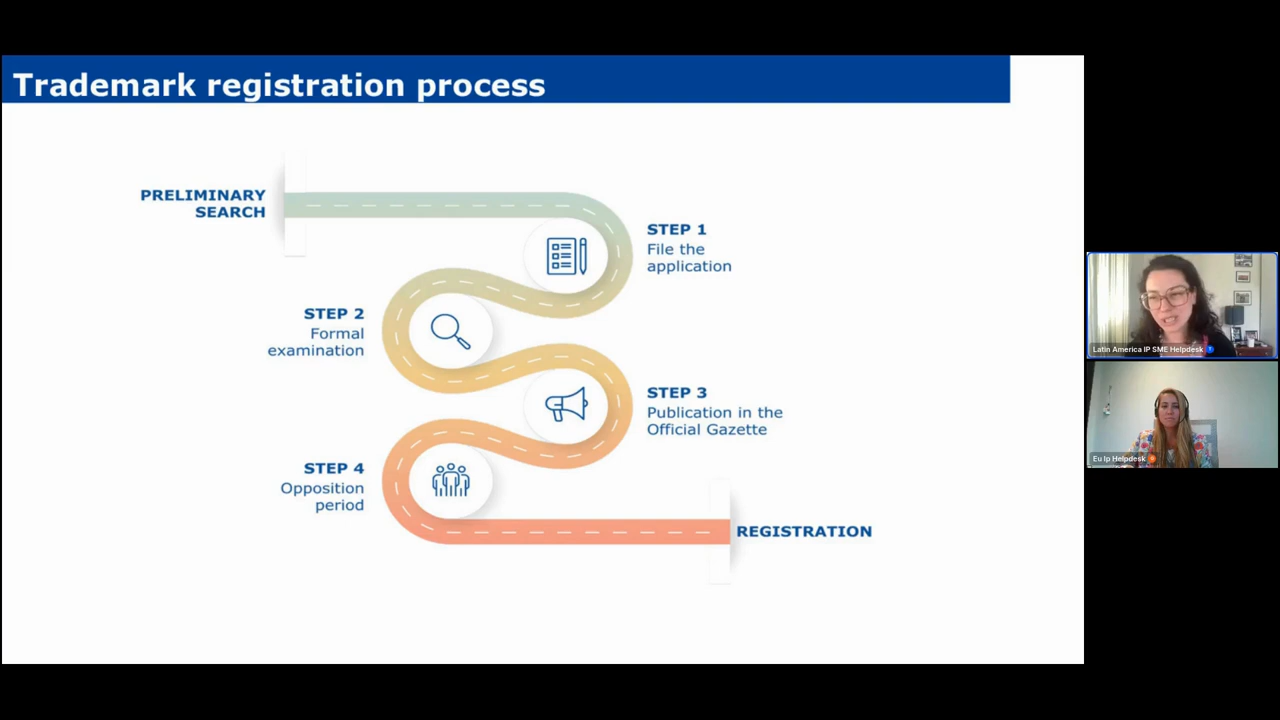 Trademark registration process
PRELIMINARY
SEARCH
STEP 1
File the
application
STEP 2
Formal
examination
STEP 3
Publication in the
Official Gazette
STEP 4
Opposition
period
REGISTRATION
Latin America IP SME Helpdesk
Eu Ip Helpdesk